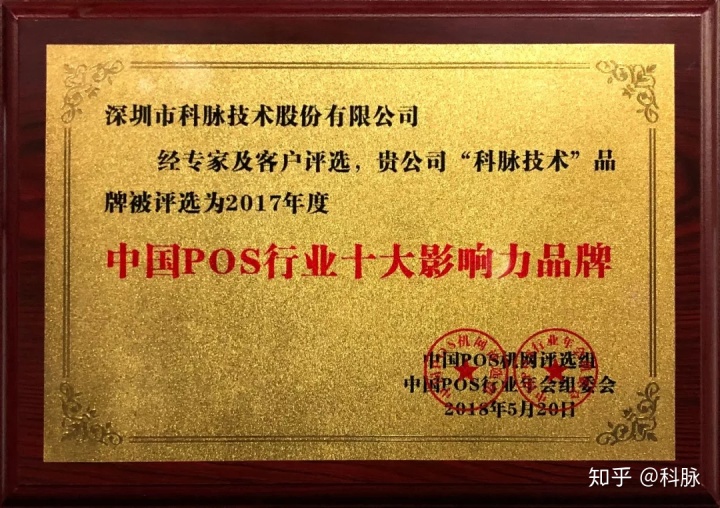 深圳市科脉技术股份有限公司
经专家及客户评选，贵公司“科脉技术”品
牌被评选为2017年度
中国POS行业十大影响力品牌
中国POS机网评选组
中国POS行业年会组委会
2018年5月20日
知乎 @科脉